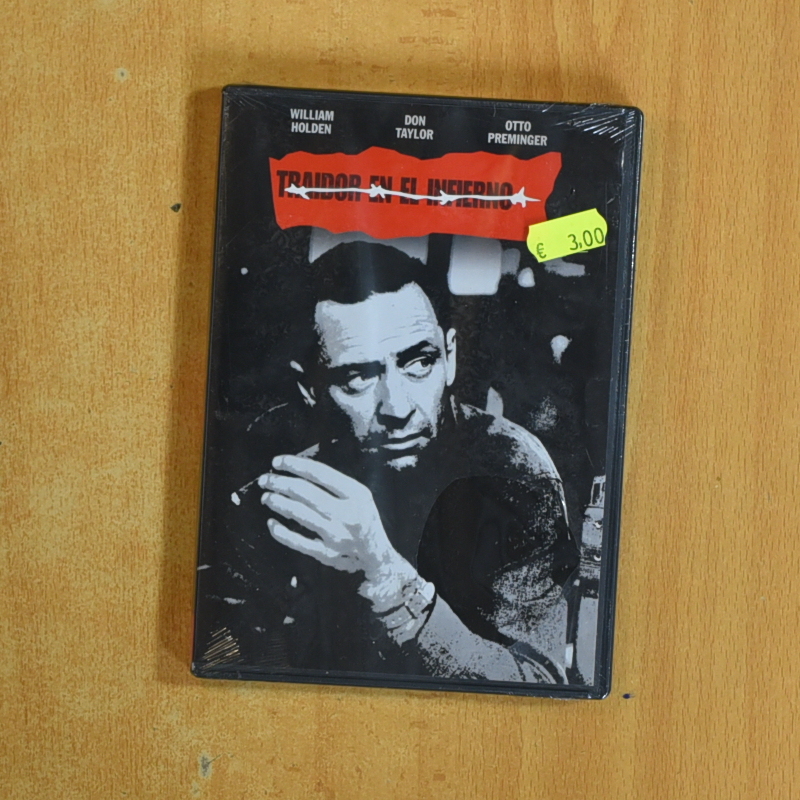 WILLIAM
HOLDEN
DON
TAYLOR
OTTO
PREMINGER
TRAIDOR EN EL INFIERNO
€ 3,00